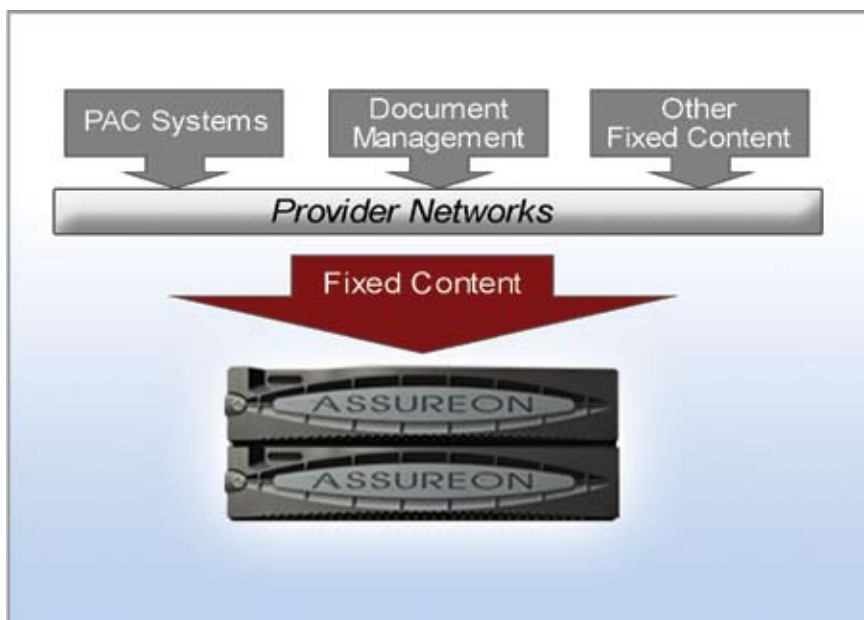 PAC Systems
Document
Management
Other
Fixed Content
Provider Networks
Fixed Content
ASSUREON
ASSUREON